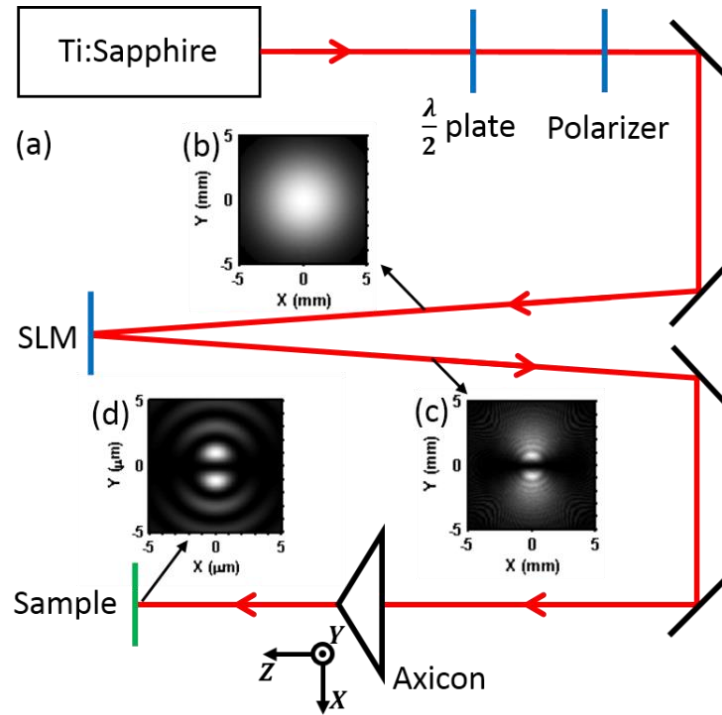 Ti:Sapphire
λ/2 plate
Polarizer
(a)
(b)
5
0
-5
Y (mm)
-5 0 5
X (mm)
SLM
(d)
5
0
-5
Y (μm)
-5 0 5
X (μm)
(c)
5
0
-5
Y (mm)
-5 0 5
X (mm)
Sample
Axicon
Y
Z
X